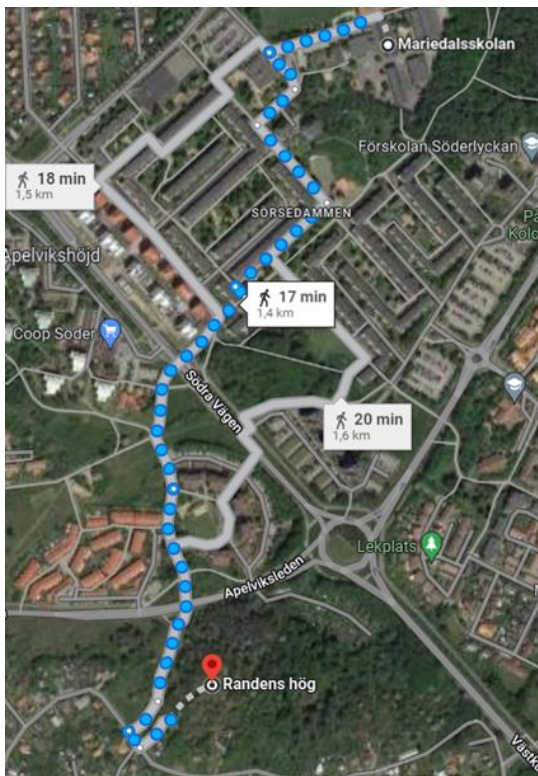 Mariedalsskolan
Förskolan Söderlyckan
18 min
1,5 km
SÖRSEDAMMEN
Apelvikshöjd
17 min
1,4 km
Coop Söder
Södra Vägen
20 min
1,6 km
Lekplats
Apelviksleden
Randens hög